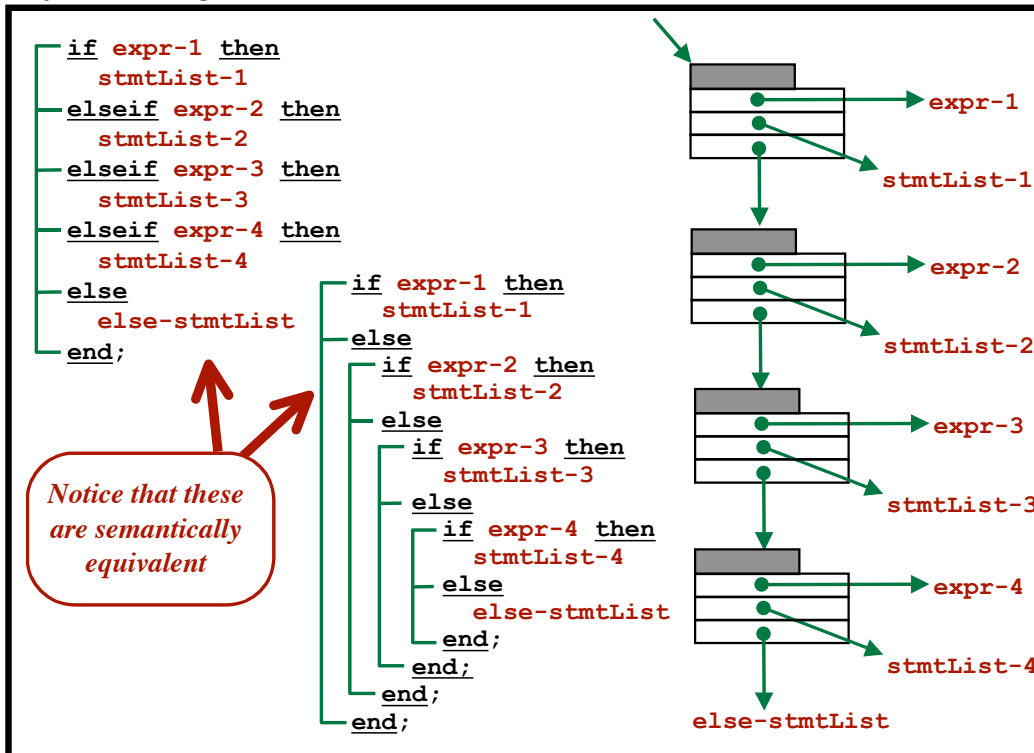 if expr-1 then
stmtList-1
elseif expr-2 then
stmtList-2
elseif expr-3 then
stmtList-3
elseif expr-4 then
stmtList-4
else
else-stmtList
end;
if expr-1 then
stmtList-1
else
if expr-2 then
stmtList-2
else
if expr-3 then
stmtList-3
else
if expr-4 then
stmtList-4
else
else-stmtList
end;
end;
end;
end;
Notice that these
are semantically
equivalent
expr-1
stmtList-1
expr-2
stmtList-2
expr-3
stmtList-3
expr-4
stmtList-4
else-stmtList